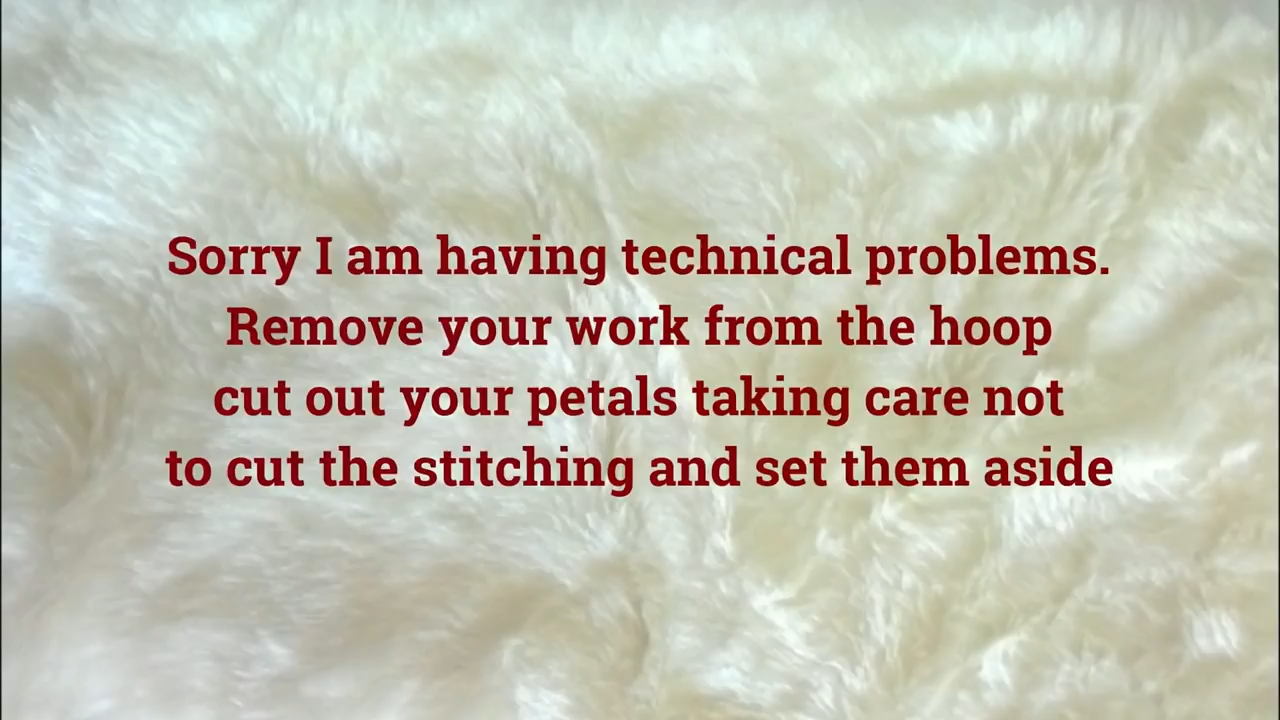 Sorry I am having technical problems.
Remove your work from the hoop
cut out your petals taking care not
to cut the stitching and set them aside